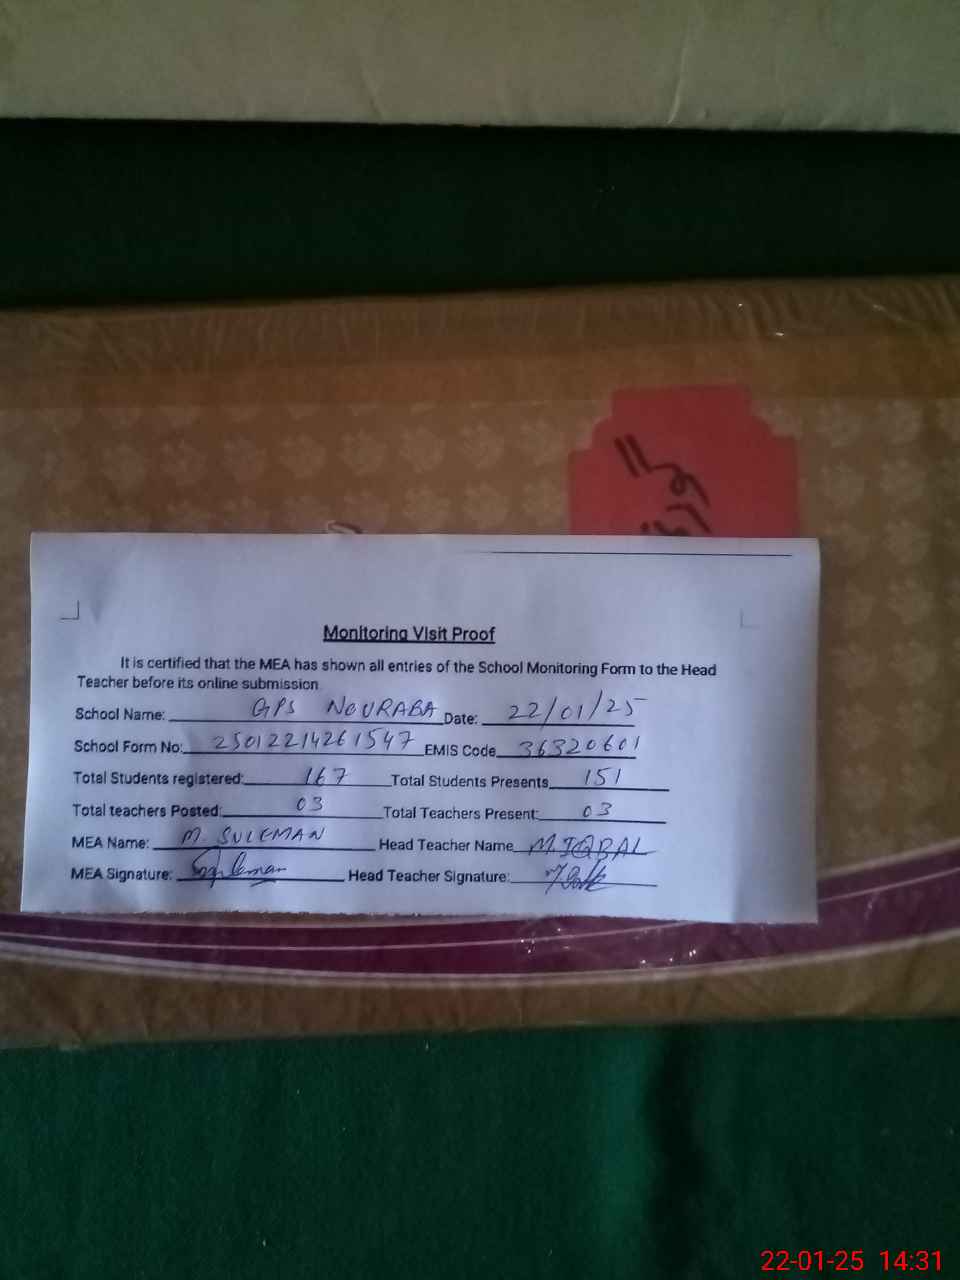 Monitoring Visit Proof
It is certified that the MEA has shown all entries of the School Monitoring Form to the Head
Teacher before its online submission
School Name: GPS NOURABA Date: 22/01/25
School Form No: 25012214261547 EMIS Code 36320601
Total Students registered: 167 Total Students Presents 151
Total teachers Posted: 03 Total Teachers Present: 03
MEA Name: M. SULEMAN Head Teacher Name M.IQBAL
MEA Signature: Suleman Head Teacher Signature:
22-01-25 14:31